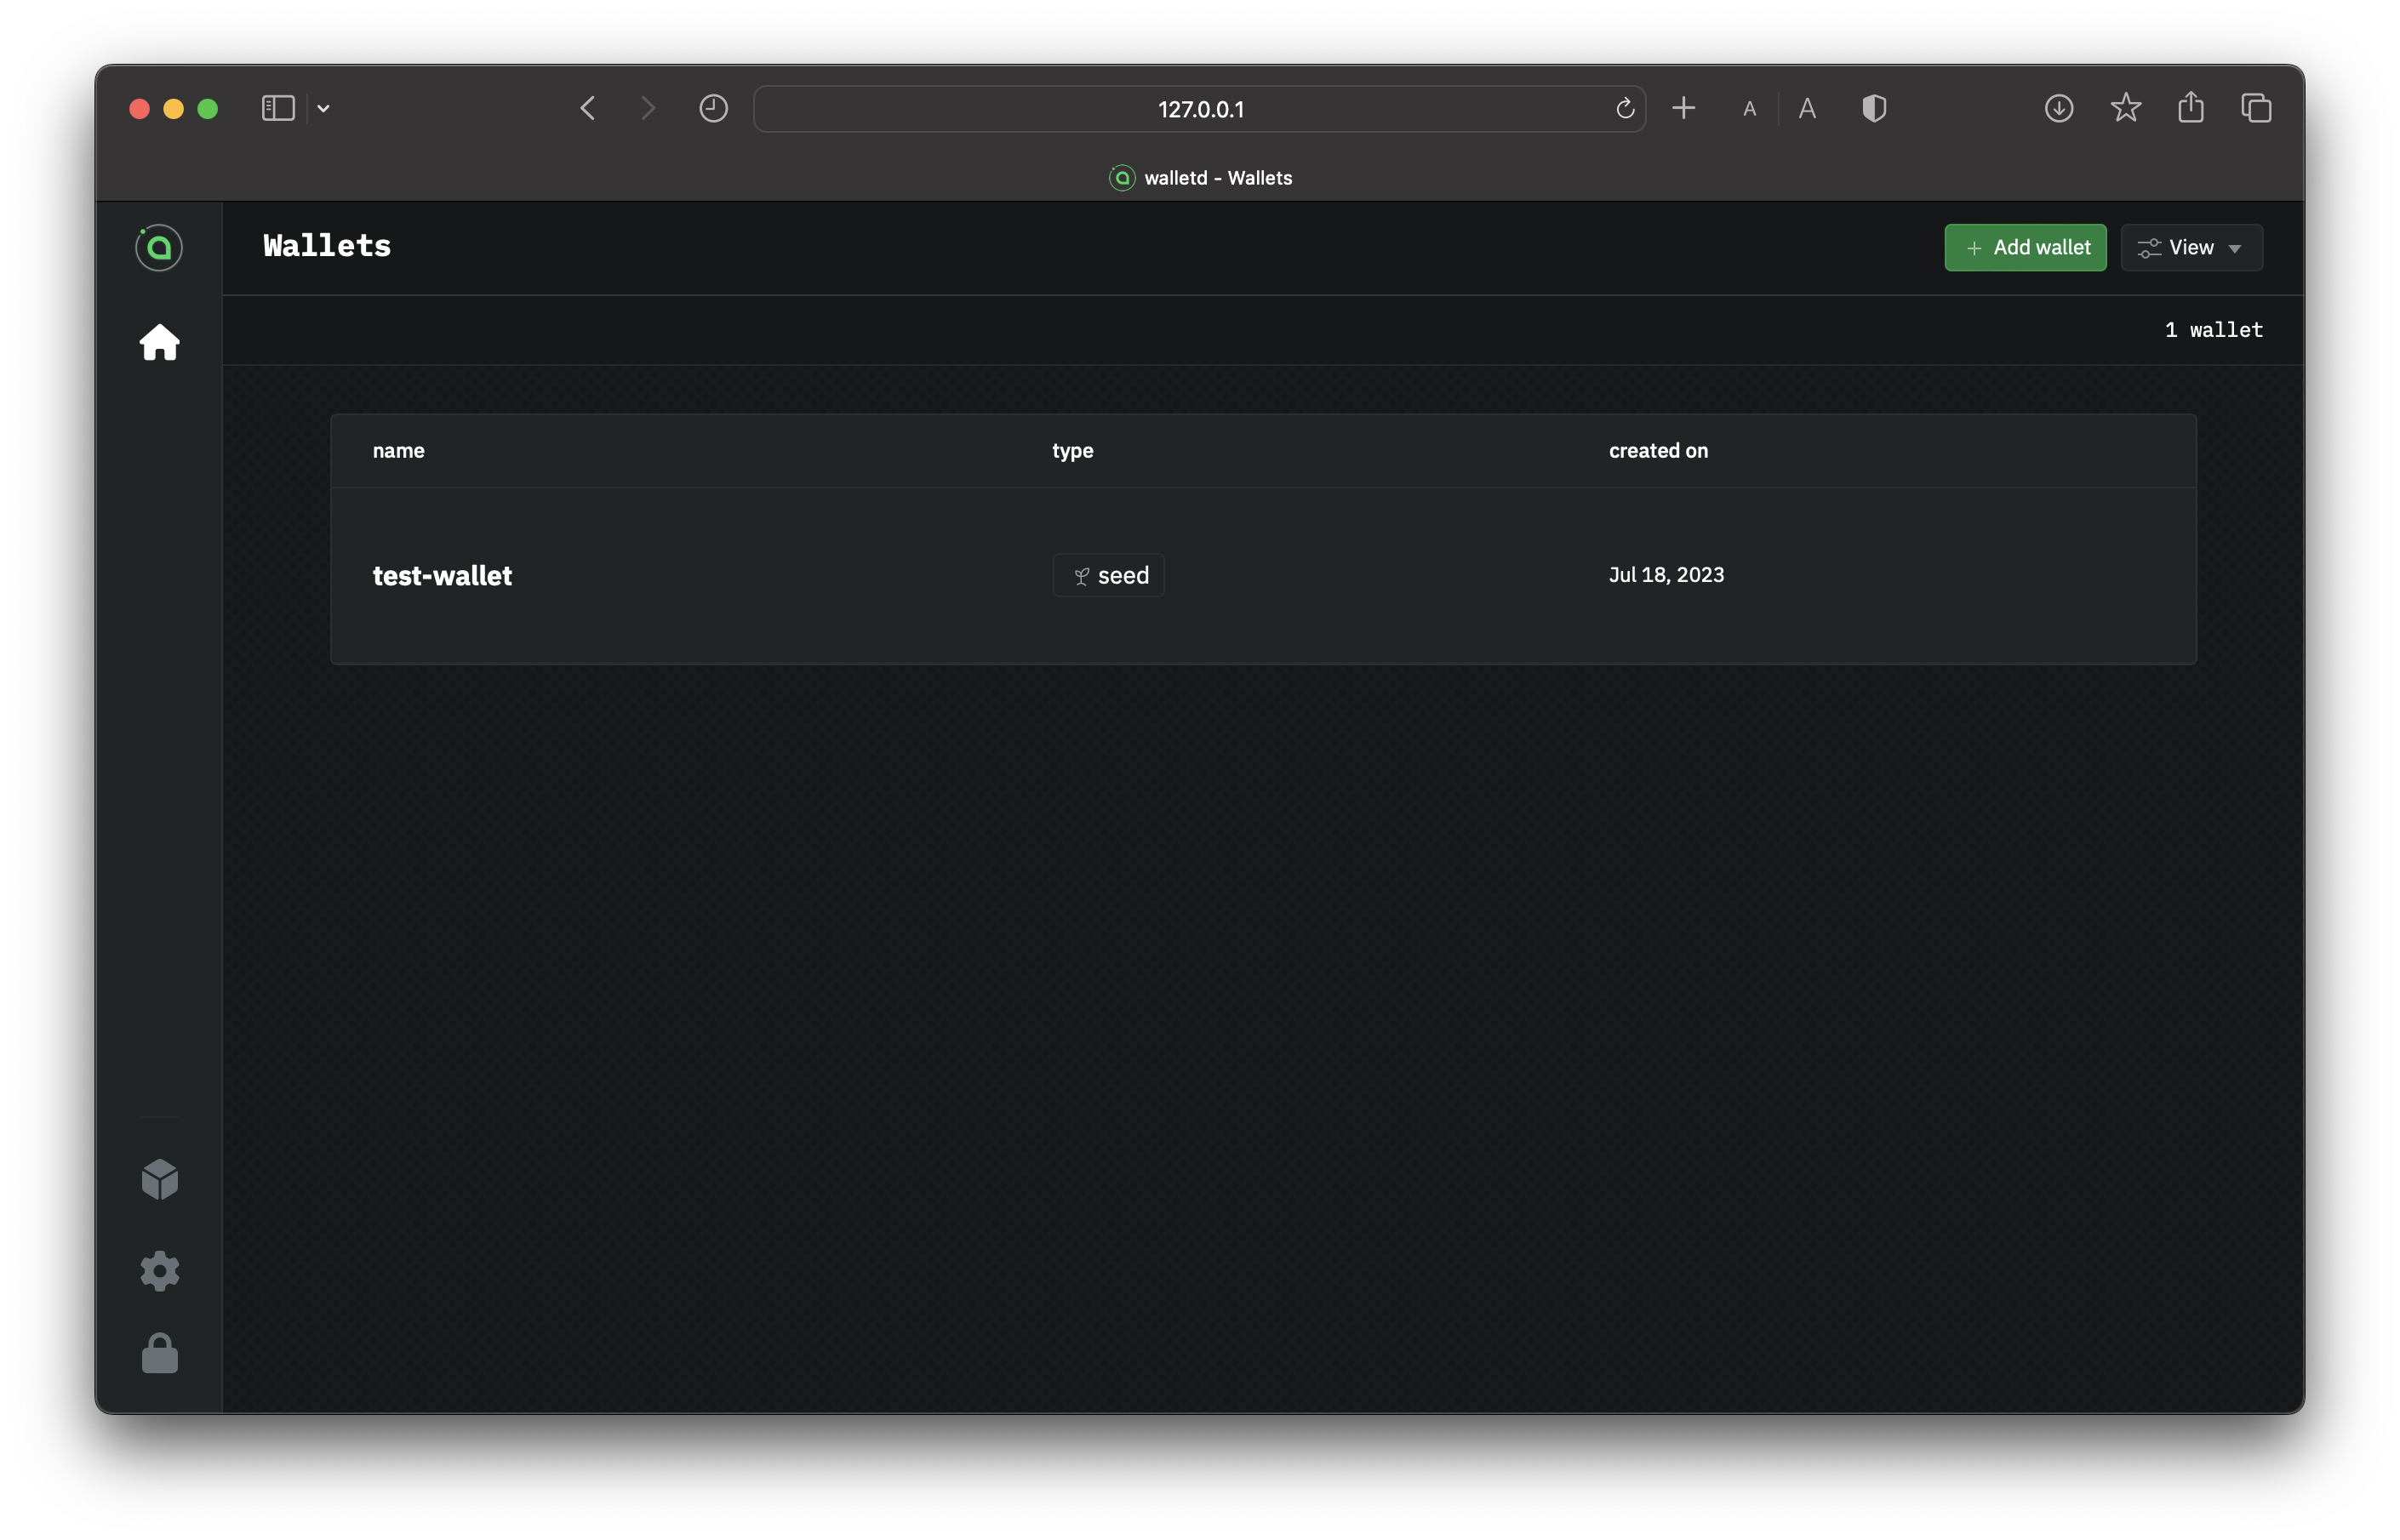 127.0.0.1
A A
walletd - Wallets
Wallets
Add wallet
View
1 wallet
name type created on
test-wallet seed Jul 18, 2023